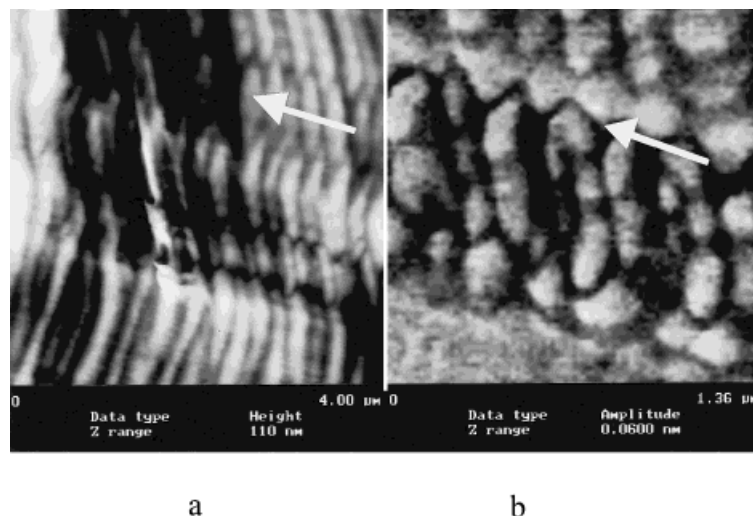 0 4.00 µm
Data type Height
Z range 110 nm
0 1.36 µm
Data type Amplitude
Z range 0.0600 nm
a b